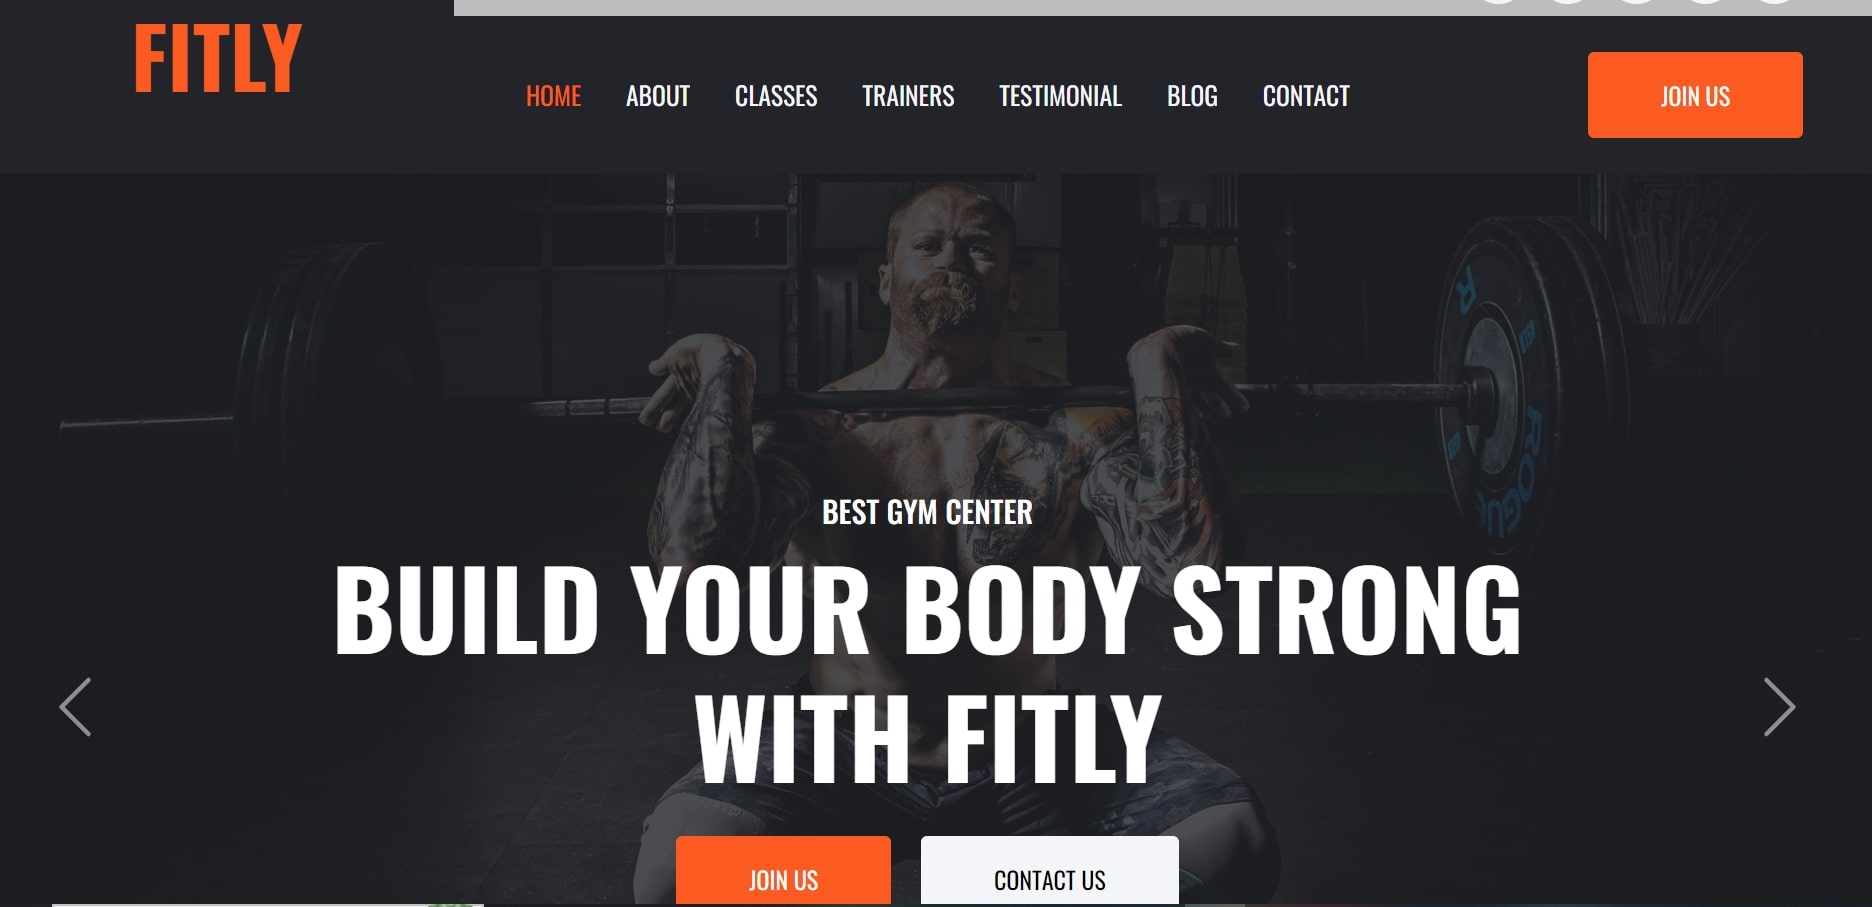 FITLY
HOME ABOUT CLASSES TRAINERS TESTIMONIAL BLOG CONTACT
JOIN US
BEST GYM CENTER
BUILD YOUR BODY STRONG
WITH FITLY
JOIN US CONTACT US